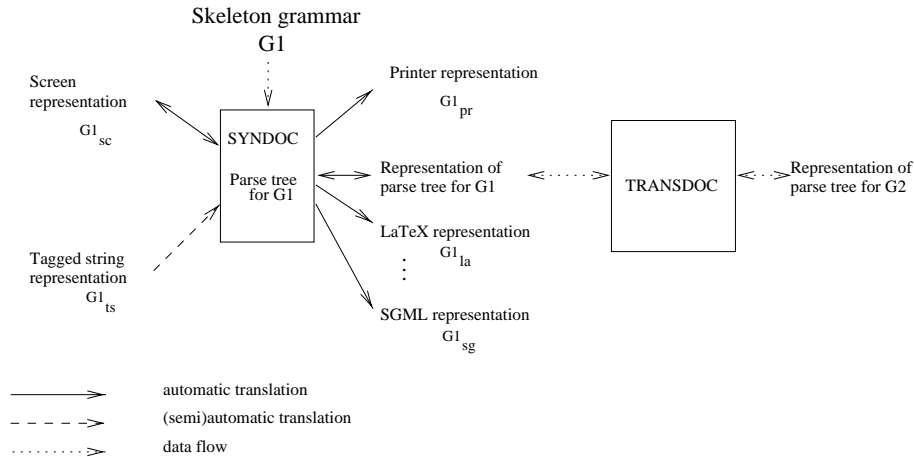 Skeleton grammar
G1
Screen
representation
G1sc
Printer representation
G1pr
SYNDOC
Parse tree
for G1
Representation of
parse tree for G1
TRANSDOC
Representation of
parse tree for G2
LaTeX representation
G1la
Tagged string
representation
G1ts
SGML representation
G1sg
automatic translation
(semi)automatic translation
data flow